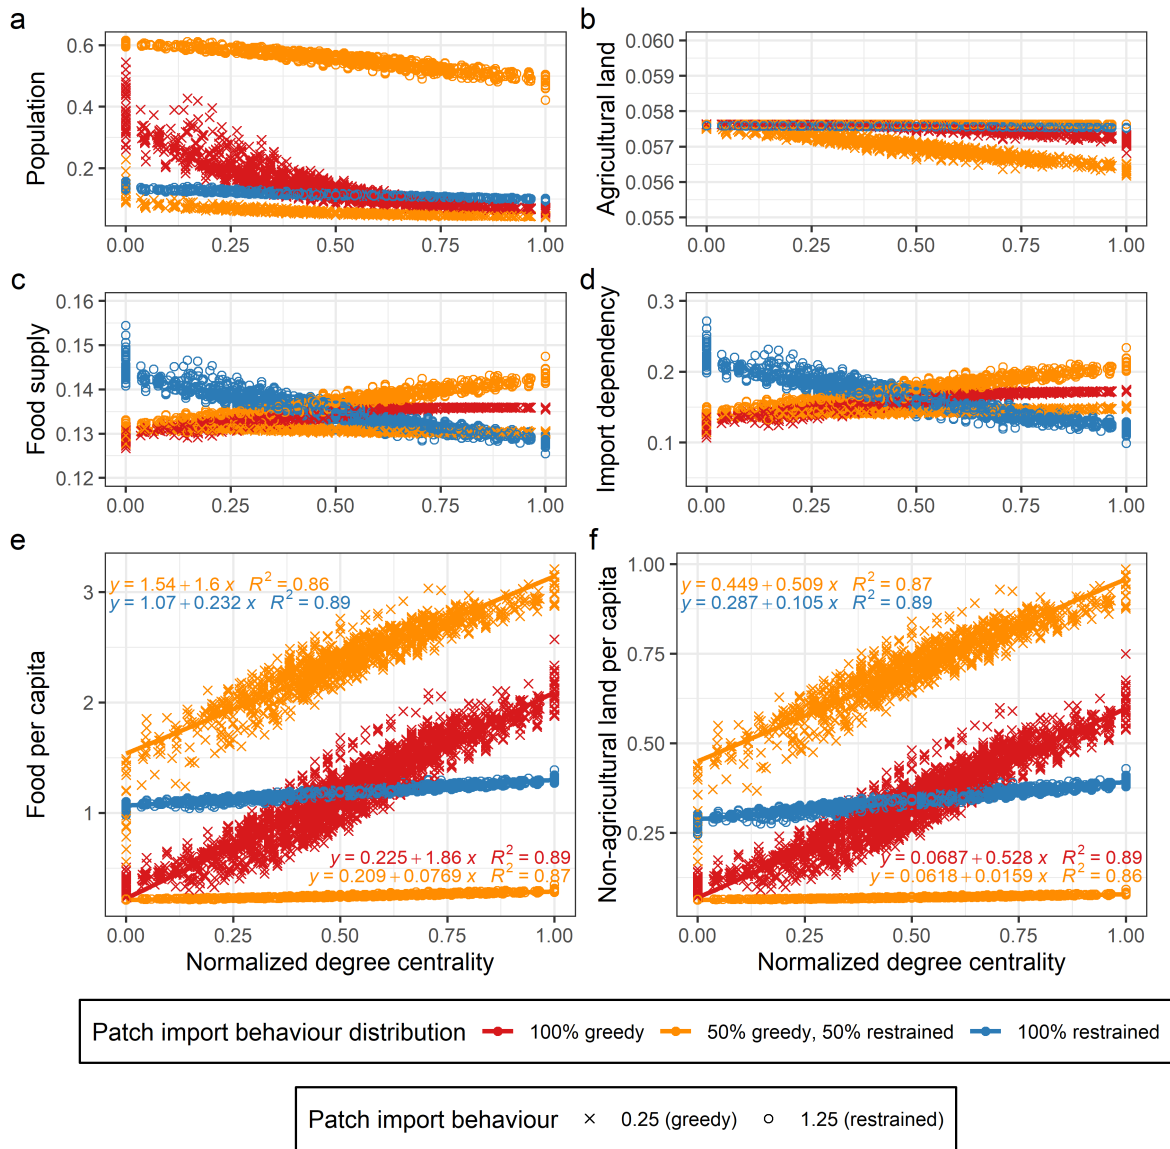 a
Population
0.6
0.4
0.2
0.00 0.25 0.50 0.75 1.00
b
Agricultural land
0.060
0.059
0.058
0.057
0.056
0.055
0.00 0.25 0.50 0.75 1.00
c
Food supply
0.16
0.15
0.14
0.13
0.12
0.00 0.25 0.50 0.75 1.00
d
Import dependency
0.3
0.2
0.1
0.00 0.25 0.50 0.75 1.00
e
Food per capita
3
2
1
y = 1.54 + 1.6 x R² = 0.86
y = 1.07 + 0.232 x R² = 0.89
y = 0.225 + 1.86 x R² = 0.89
y = 0.209 + 0.0769 x R² = 0.87
0.00 0.25 0.50 0.75 1.00
Normalized degree centrality
f
Non-agricultural land per capita
1.00
0.75
0.50
0.25
y = 0.449 + 0.509 x R² = 0.87
y = 0.287 + 0.105 x R² = 0.89
y = 0.0687 + 0.528 x R² = 0.89
y = 0.0618 + 0.0159 x R² = 0.86
0.00 0.25 0.50 0.75 1.00
Normalized degree centrality
Patch import behaviour distribution 100% greedy 50% greedy, 50% restrained 100% restrained
Patch import behaviour 0.25 (greedy) 1.25 (restrained)